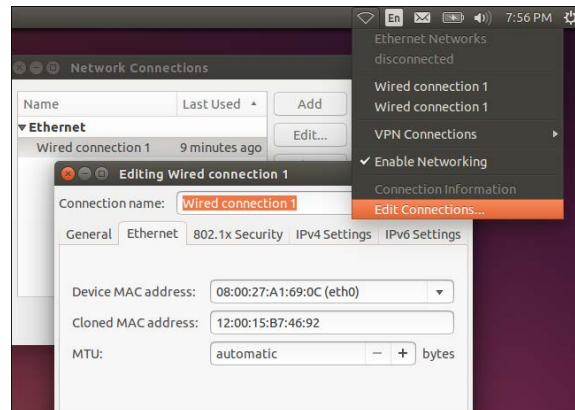 En 7:56 PM
Ethernet Networks
disconnected
Wired connection 1
Wired connection 1
VPN Connections
Enable Networking
Connection Information
Edit Connections...
Network Connections
Name Last Used Add
Ethernet Edit...
Wired connection 1 9 minutes ago
Editing Wired connection 1
Connection name: Wired connection 1
General Ethernet 802.1x Security IPv4 Settings IPv6 Settings
Device MAC address: 08:00:27:A1:69:0C (eth0)
Cloned MAC address: 12:00:15:B7:46:92
MTU: automatic − + bytes